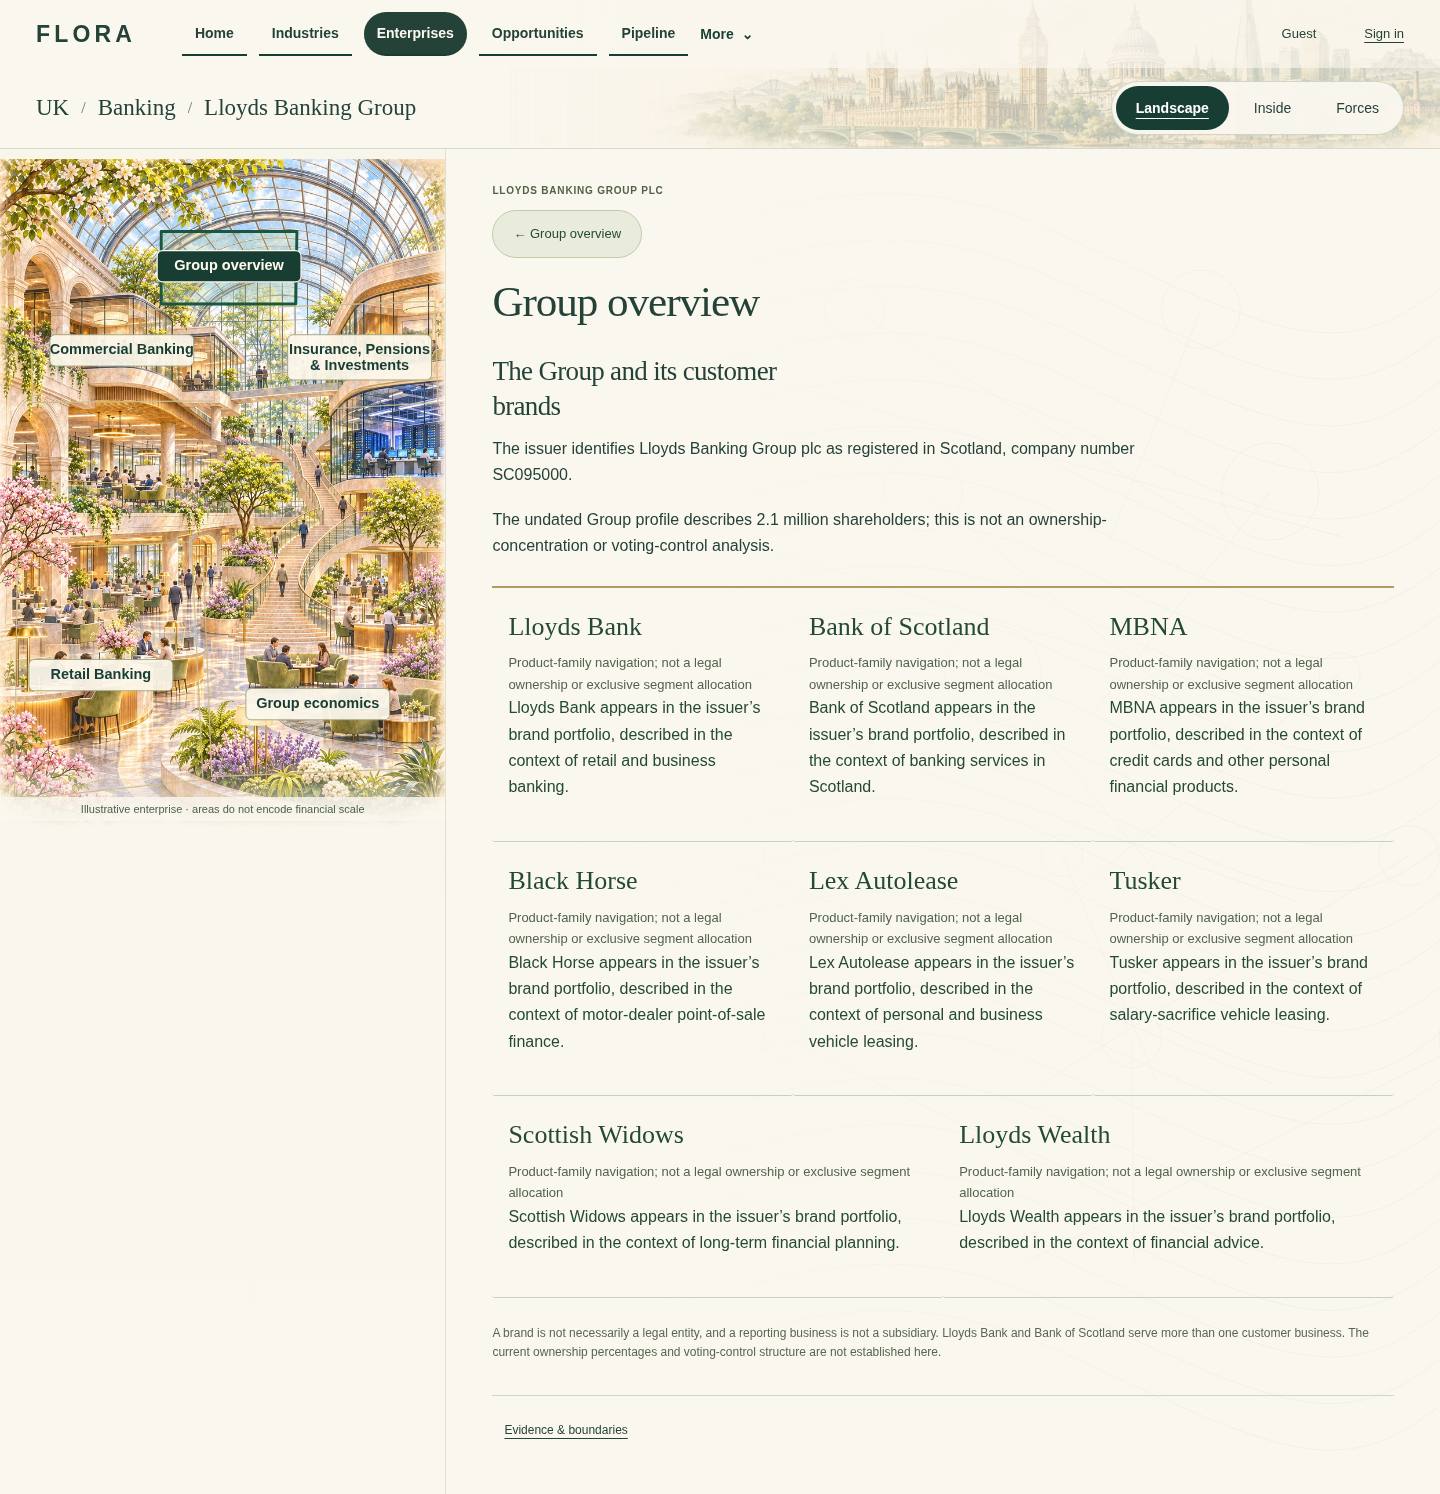 FLORA
Home
Industries
Enterprises
Opportunities
Pipeline
More
Guest
Sign in
UK / Banking / Lloyds Banking Group
Landscape
Inside
Forces
Group overview
Commercial Banking
Insurance, Pensions
& Investments
Retail Banking
Group economics
Illustrative enterprise · areas do not encode financial scale
LLOYDS BANKING GROUP PLC
← Group overview
Group overview
The Group and its customer
brands
The issuer identifies Lloyds Banking Group plc as registered in Scotland, company number
SC095000.
The undated Group profile describes 2.1 million shareholders; this is not an ownership-
concentration or voting-control analysis.
Lloyds Bank
Product-family navigation; not a legal
ownership or exclusive segment allocation
Lloyds Bank appears in the issuer’s
brand portfolio, described in the
context of retail and business
banking.
Bank of Scotland
Product-family navigation; not a legal
ownership or exclusive segment allocation
Bank of Scotland appears in the
issuer’s brand portfolio, described in
the context of banking services in
Scotland.
MBNA
Product-family navigation; not a legal
ownership or exclusive segment allocation
MBNA appears in the issuer’s brand
portfolio, described in the context of
credit cards and other personal
financial products.
Black Horse
Product-family navigation; not a legal
ownership or exclusive segment allocation
Black Horse appears in the issuer’s
brand portfolio, described in the
context of motor-dealer point-of-sale
finance.
Lex Autolease
Product-family navigation; not a legal
ownership or exclusive segment allocation
Lex Autolease appears in the issuer’s
brand portfolio, described in the
context of personal and business
vehicle leasing.
Tusker
Product-family navigation; not a legal
ownership or exclusive segment allocation
Tusker appears in the issuer’s brand
portfolio, described in the context of
salary-sacrifice vehicle leasing.
Scottish Widows
Product-family navigation; not a legal ownership or exclusive segment
allocation
Scottish Widows appears in the issuer’s brand portfolio,
described in the context of long-term financial planning.
Lloyds Wealth
Product-family navigation; not a legal ownership or exclusive segment
allocation
Lloyds Wealth appears in the issuer’s brand portfolio,
described in the context of financial advice.
A brand is not necessarily a legal entity, and a reporting business is not a subsidiary. Lloyds Bank and Bank of Scotland serve more than one customer business. The
current ownership percentages and voting-control structure are not established here.
Evidence & boundaries